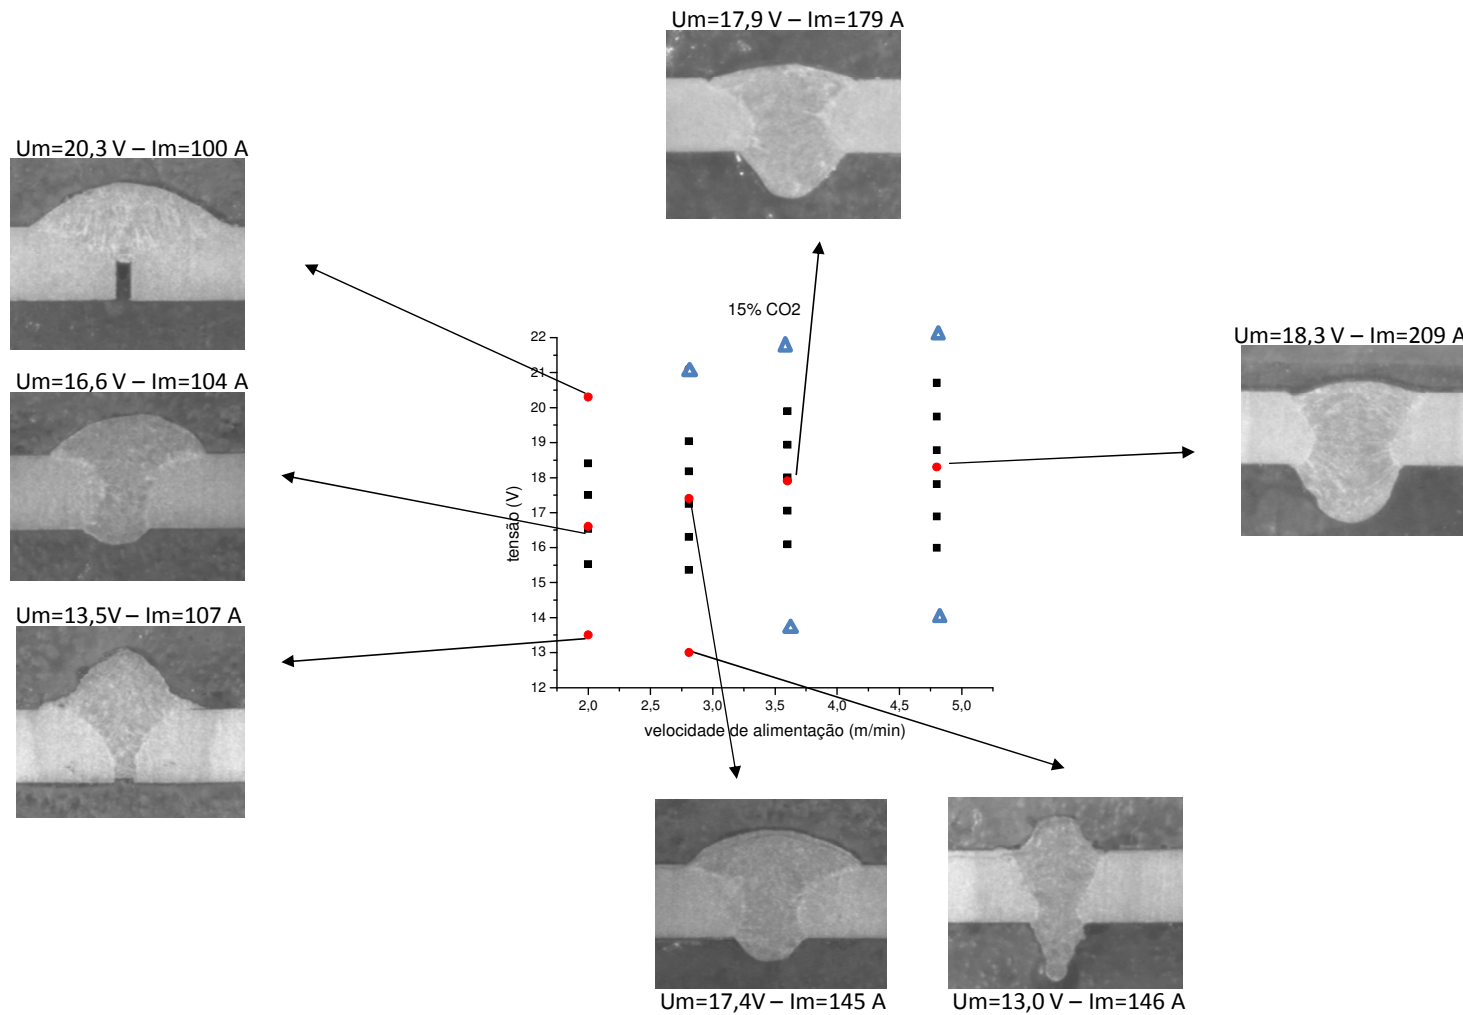 Um=17,9 V – Im=179 A
Um=20,3 V – Im=100 A
15% CO2
Um=18,3 V – Im=209 A
Um=16,6 V – Im=104 A
Um=13,5V – Im=107 A
22
21
20
19
18
17
16
15
14
13
12
tensão (V)
2,0 2,5 3,0 3,5 4,0 4,5 5,0
velocidade de alimentação (m/min)
Um=17,4V – Im=145 A
Um=13,0 V – Im=146 A